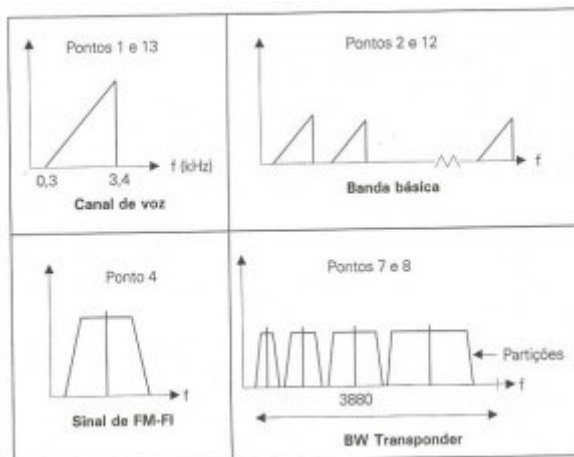 Pontos 1 e 13
f (kHz)
0,3
3,4
Canal de voz
Pontos 2 e 12
f
Banda básica
Ponto 4
f
Sinal de FM-FI
Pontos 7 e 8
Partições
f
3880
BW Transponder